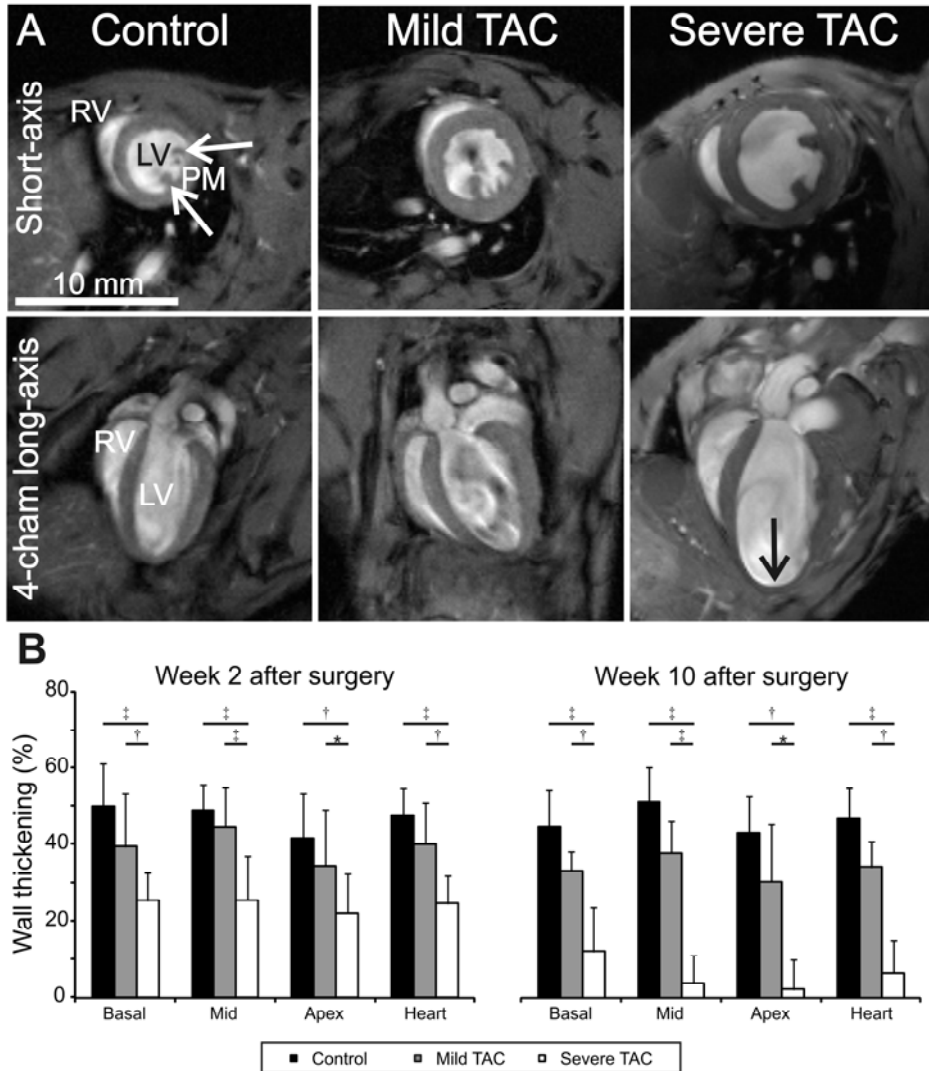 A Control Mild TAC Severe TAC
Short-axis
RV
LV
PM
10 mm
4-cham long-axis
RV
LV
B
Week 2 after surgery Week 10 after surgery
Wall thickening (%)
80
60
40
20
0
‡ ‡ † ‡ ‡ ‡ † ‡
† ‡ * † † ‡ * †
Basal Mid Apex Heart Basal Mid Apex Heart
Control Mild TAC Severe TAC